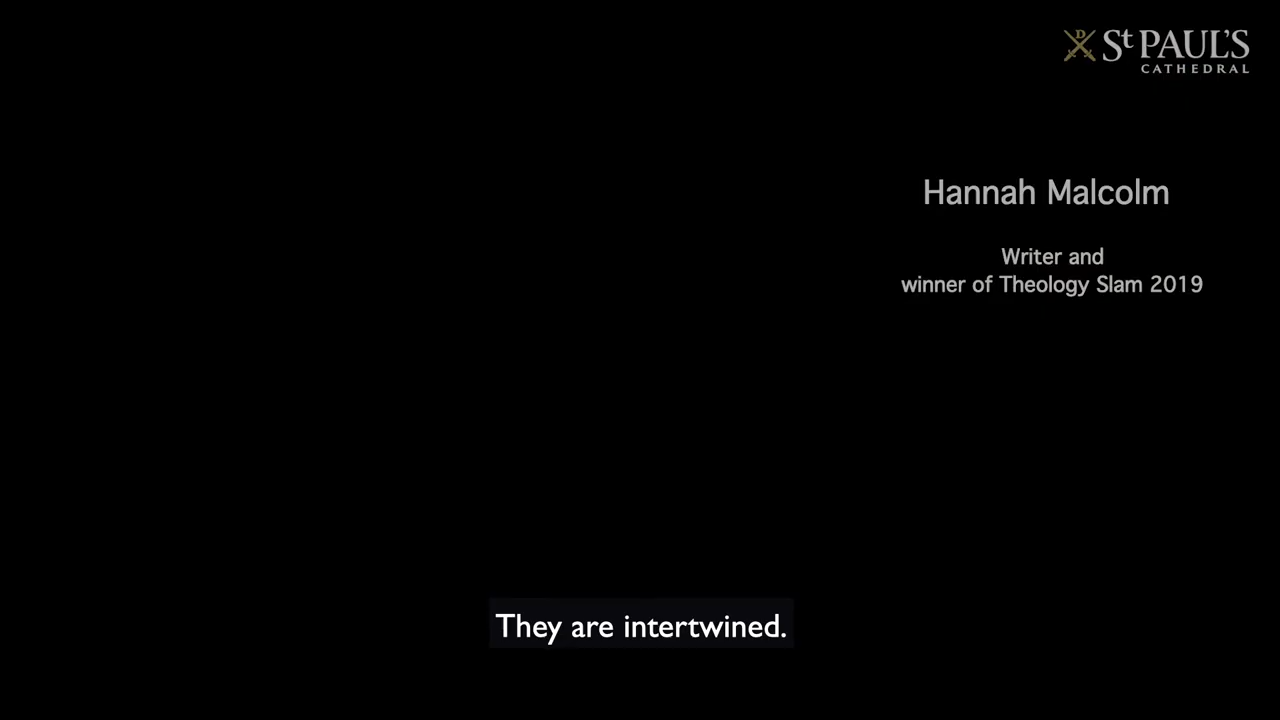 St PAUL'S
CATHEDRAL
Hannah Malcolm
Writer and
winner of Theology Slam 2019
They are intertwined.